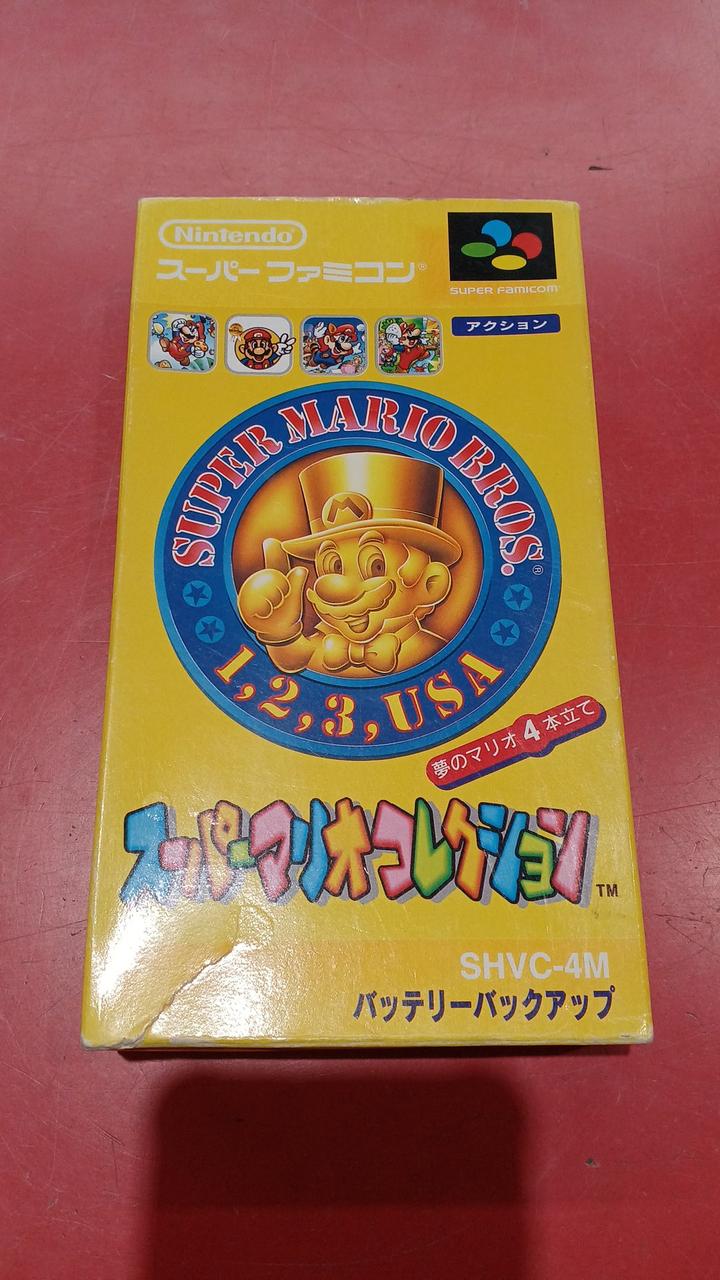 Nintendo
スーパーファミコン®
SUPER FAMICOM
アクション
SUPER MARIO BROS.®
M
1,2,3,USA
夢のマリオ4本立て
スーパーマリオコレクション™
SHVC-4M
バッテリーバックアップ